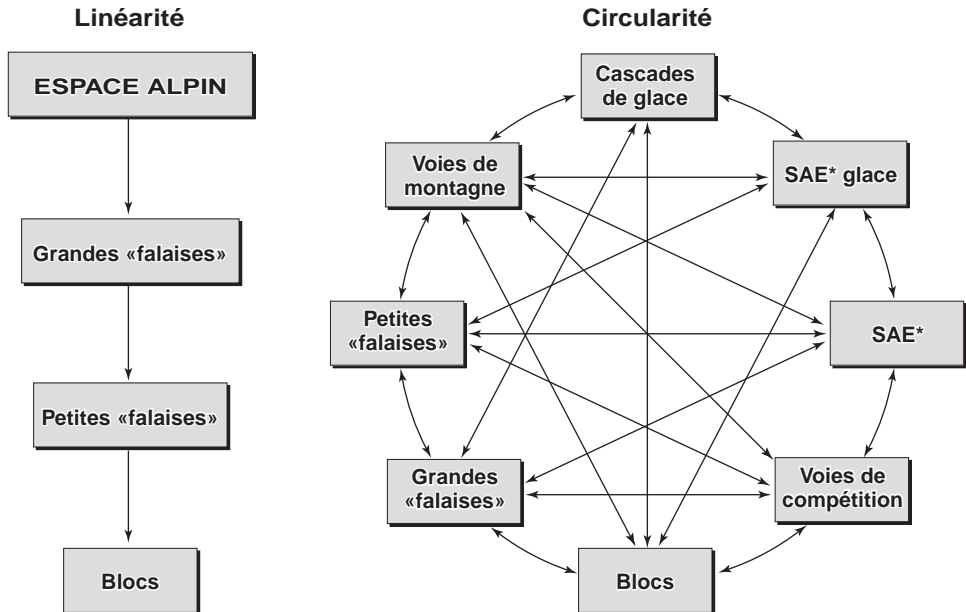 Linéarité
ESPACE ALPIN
Grandes «falaises»
Petites «falaises»
Blocs
Circularité
Cascades
de glace
Voies de
montagne
SAE* glace
Petites
«falaises»
SAE*
Grandes
«falaises»
Voies de
compétition
Blocs